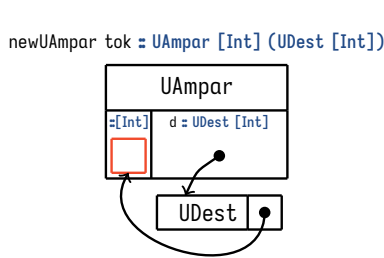 newUAmpar tok :: UAmpar [Int] (UDest [Int])
UAmpar
::[Int]
d :: UDest [Int]
UDest